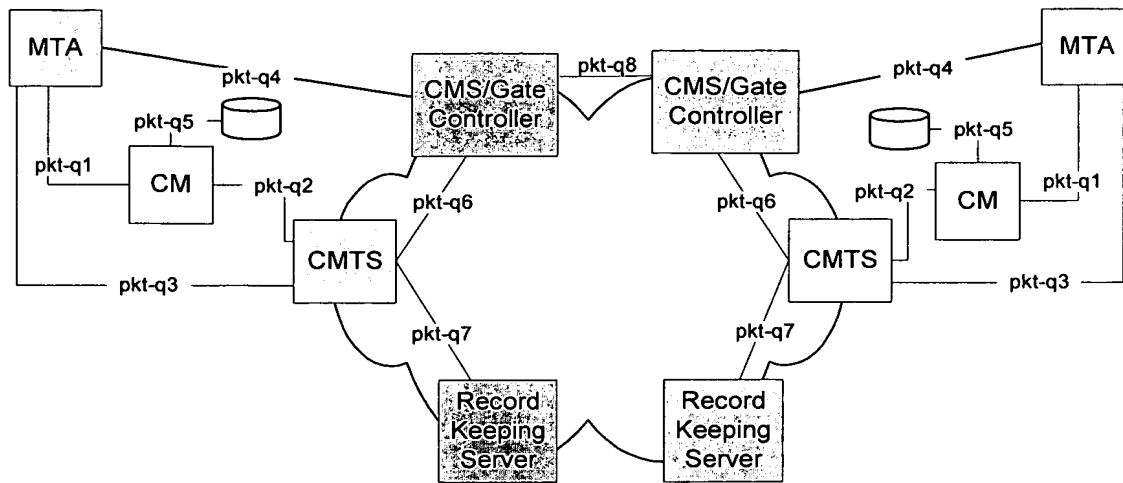 MTA
MTA
pkt-q8
pkt-q4
CMS/Gate
Controller
CMS/Gate
Controller
pkt-q4
pkt-q5
pkt-q5
pkt-q1
CM
pkt-q2
pkt-q6
pkt-q6
pkt-q2
CM
pkt-q1
CMTS
CMTS
pkt-q3
pkt-q3
pkt-q7
pkt-q7
Record
Keeping
Server
Record
Keeping
Server